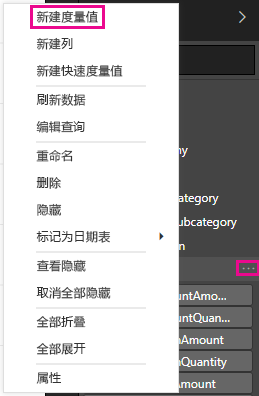 新建度量值
新建列
新建快速度量值
刷新数据
编辑查询
重命名
删除
隐藏
标记为日期表
查看隐藏
取消全部隐藏
全部折叠
全部展开
属性
ategory
ubcategory
untAmo...
untQuan...
Amount
Quantity
Amount